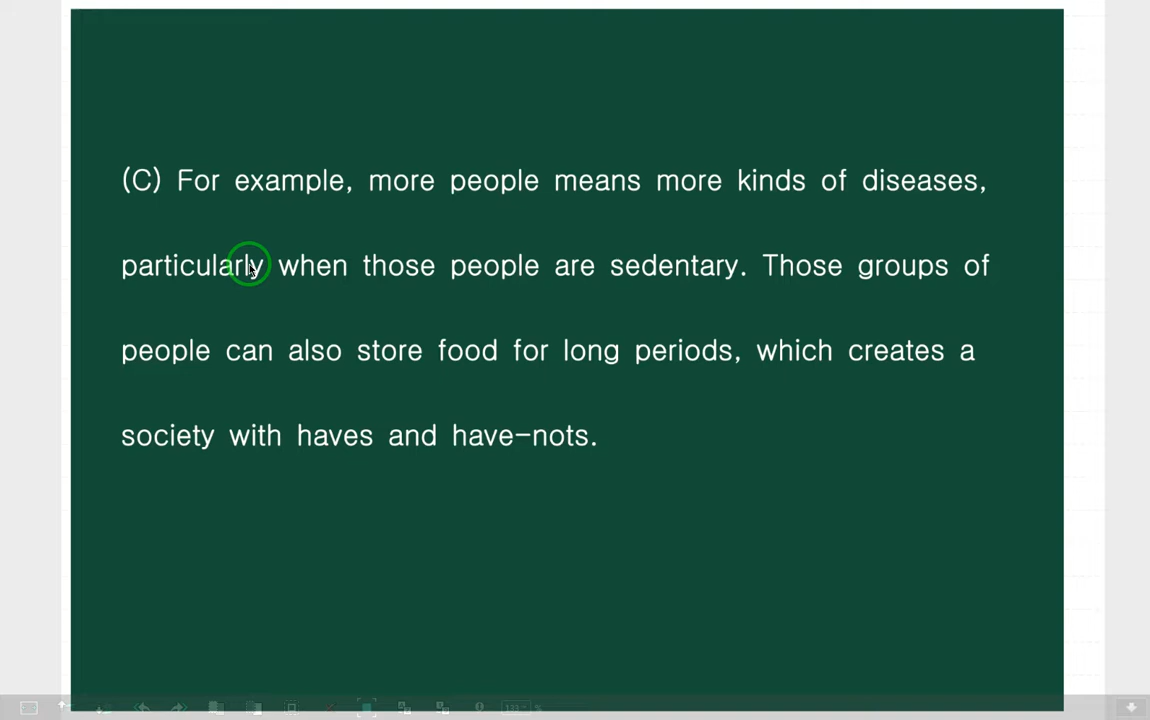 (C) For example, more people means more kinds of diseases,
particularly when those people are sedentary. Those groups of
people can also store food for long periods, which creates a
society with haves and have-nots.
133 %